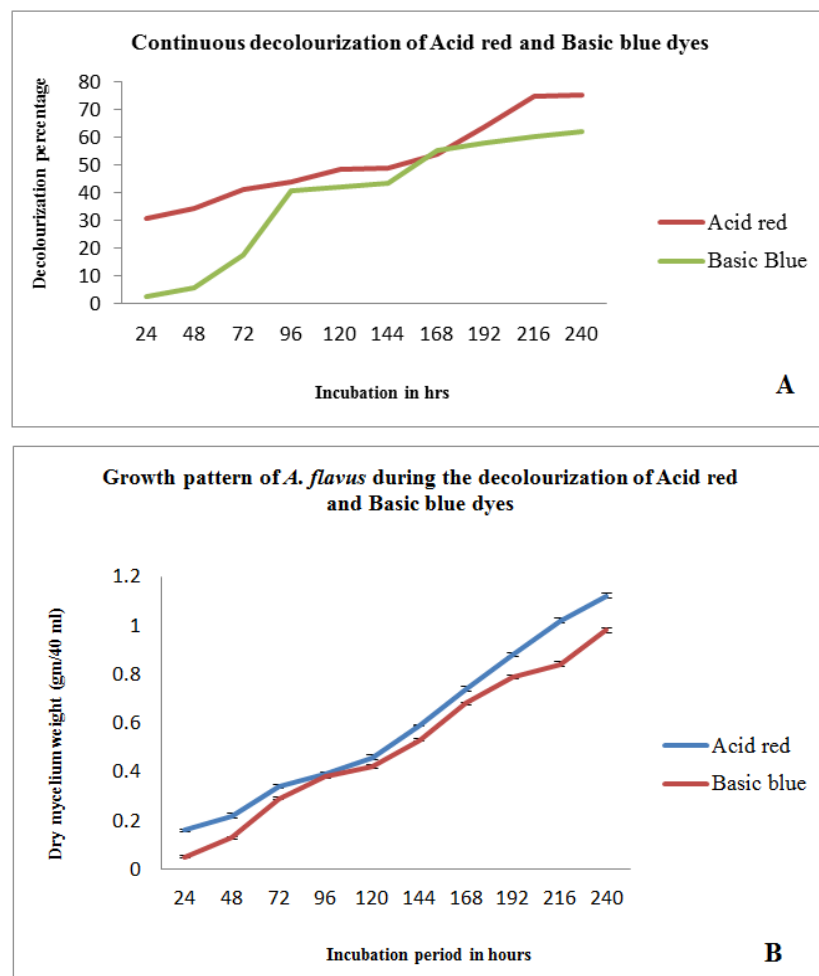 Continuous decolourization of Acid red and Basic blue dyes
Decolourization percentage
80
70
60
50
40
30
20
10
0
24 48 72 96 120 144 168 192 216 240
Incubation in hrs
Acid red
Basic Blue
A
Growth pattern of A. flavus during the decolourization of Acid red
and Basic blue dyes
Dry mycelium weight (gm/40 ml)
1.2
1
0.8
0.6
0.4
0.2
0
24 48 72 96 120 144 168 192 216 240
Incubation period in hours
Acid red
Basic blue
B